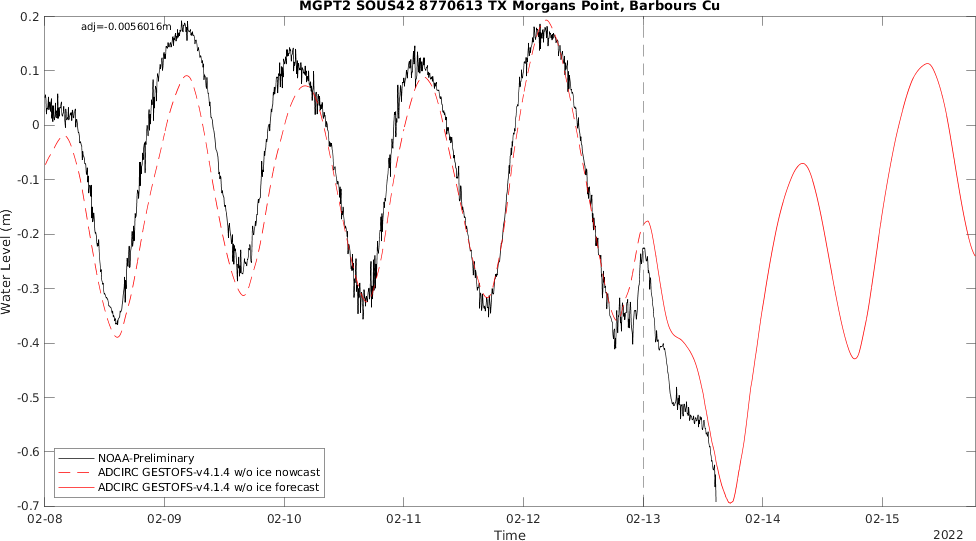 MGPT2 SOUS42 8770613 TX Morgans Point, Barbours Cu
adj=-0.0056016m
0.2
0.1
0
-0.1
-0.2
-0.3
-0.4
-0.5
-0.6
-0.7
Water Level (m)
NOAA-Preliminary
ADCIRC GESTOFS-v4.1.4 w/o ice nowcast
ADCIRC GESTOFS-v4.1.4 w/o ice forecast
02-08 02-09 02-10 02-11 02-12 02-13 02-14 02-15
Time
2022